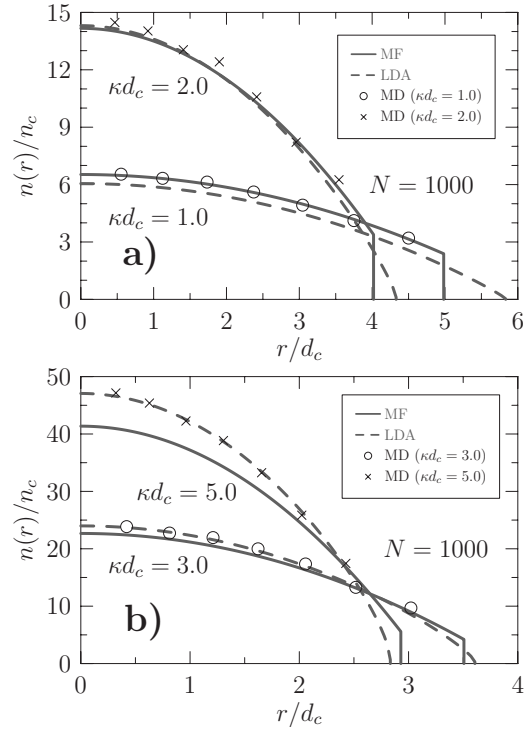 a)
n(r)/n_c
15
12
9
6
3
0
κd_c = 2.0
κd_c = 1.0
MF
LDA
MD (κd_c = 1.0)
MD (κd_c = 2.0)
N = 1000
a)
0 1 2 3 4 5 6
r/d_c
n(r)/n_c
50
40
30
20
10
0
κd_c = 5.0
κd_c = 3.0
MF
LDA
MD (κd_c = 3.0)
MD (κd_c = 5.0)
N = 1000
b)
0 1 2 3 4
r/d_c